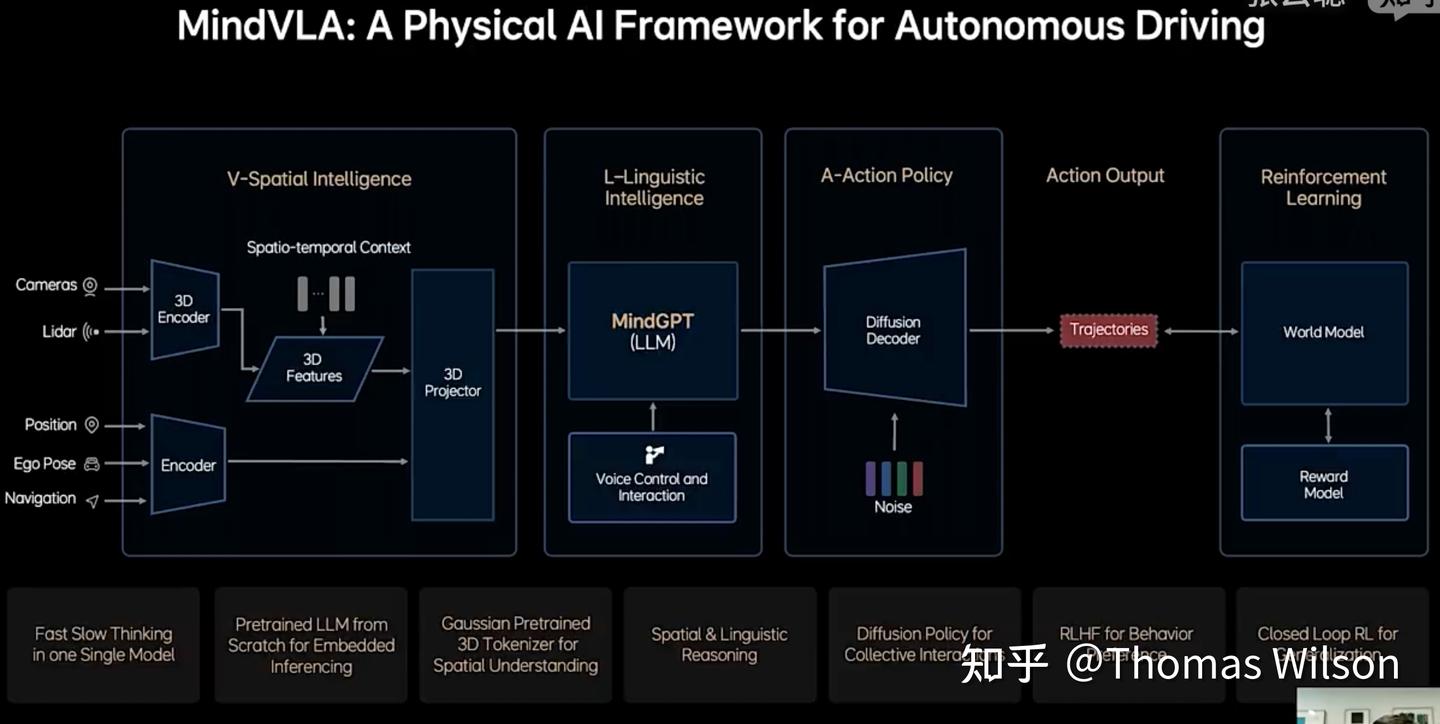 MindVLA: A Physical AI Framework for Autonomous Driving
V-Spatial Intelligence
L–Linguistic
Intelligence
A-Action Policy
Action Output
Reinforcement
Learning
Spatio-temporal Context
Cameras
Lidar
3D
Encoder
3D
Features
3D
Projector
Position
Ego Pose
Navigation
Encoder
MindGPT
(LLM)
Voice Control and
Interaction
Diffusion
Decoder
Noise
Trajectories
World Model
Reward
Model
Fast Slow Thinking
in one Single Model
Pretrained LLM from
Scratch for Embedded
Inferencing
Gaussian Pretrained
3D Tokenizer for
Spatial Understanding
Spatial & Linguistic
Reasoning
Diffusion Policy for
Collective Interactions
RLHF for Behavior
Preference
Closed Loop RL for
Generalization
知乎 @Thomas Wilson